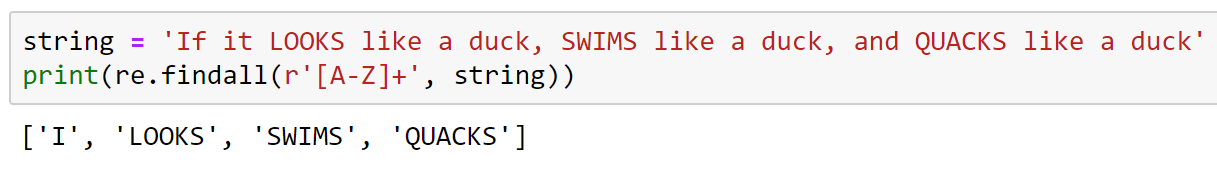 string = 'If it LOOKS like a duck, SWIMS like a duck, and QUACKS like a duck'
print(re.findall(r'[A-Z]+', string))
['I', 'LOOKS', 'SWIMS', 'QUACKS']